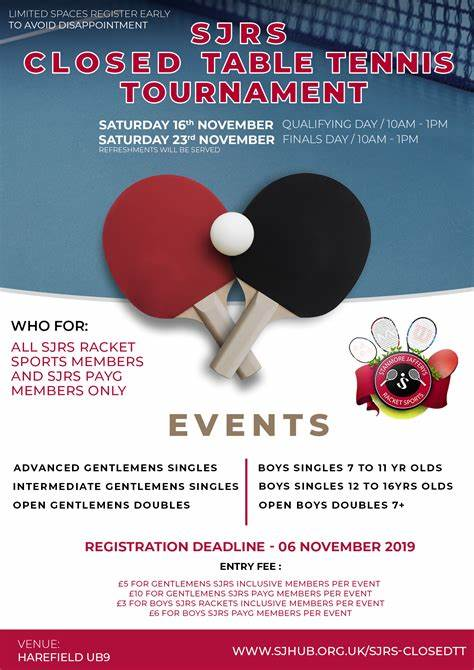 LIMITED SPACES REGISTER EARLY
TO AVOID DISAPPOINTMENT
SJRS
CLOSED TABLE TENNIS
TOURNAMENT
SATURDAY 16th NOVEMBER QUALIFYING DAY / 10AM - 1PM
SATURDAY 23rd NOVEMBER FINALS DAY / 10AM - 1PM
REFRESHMENTS WILL BE SERVED
WHO FOR:
ALL SJRS RACKET
SPORTS MEMBERS
AND SJRS PAYG
MEMBERS ONLY
STANMORE JAFFERYS
RACKET SPORTS
EVENTS
ADVANCED GENTLEMENS SINGLES
INTERMEDIATE GENTLEMENS SINGLES
OPEN GENTLEMENS DOUBLES
BOYS SINGLES 7 TO 11 YR OLDS
BOYS SINGLES 12 TO 16YRS OLDS
OPEN BOYS DOUBLES 7+
REGISTRATION DEADLINE - 06 NOVEMBER 2019
ENTRY FEE :
£5 FOR GENTLEMENS SJRS INCLUSIVE MEMBERS PER EVENT
£10 FOR GENTLEMENS SJRS PAYG MEMBERS PER EVENT
£3 FOR BOYS SJRS RACKETS INCLUSIVE MEMBERS PER EVENT
£6 FOR BOYS SJRS PAYG MEMBERS PER EVENT
VENUE:
HAREFIELD UB9
WWW.SJHUB.ORG.UK/SJRS-CLOSEDTT